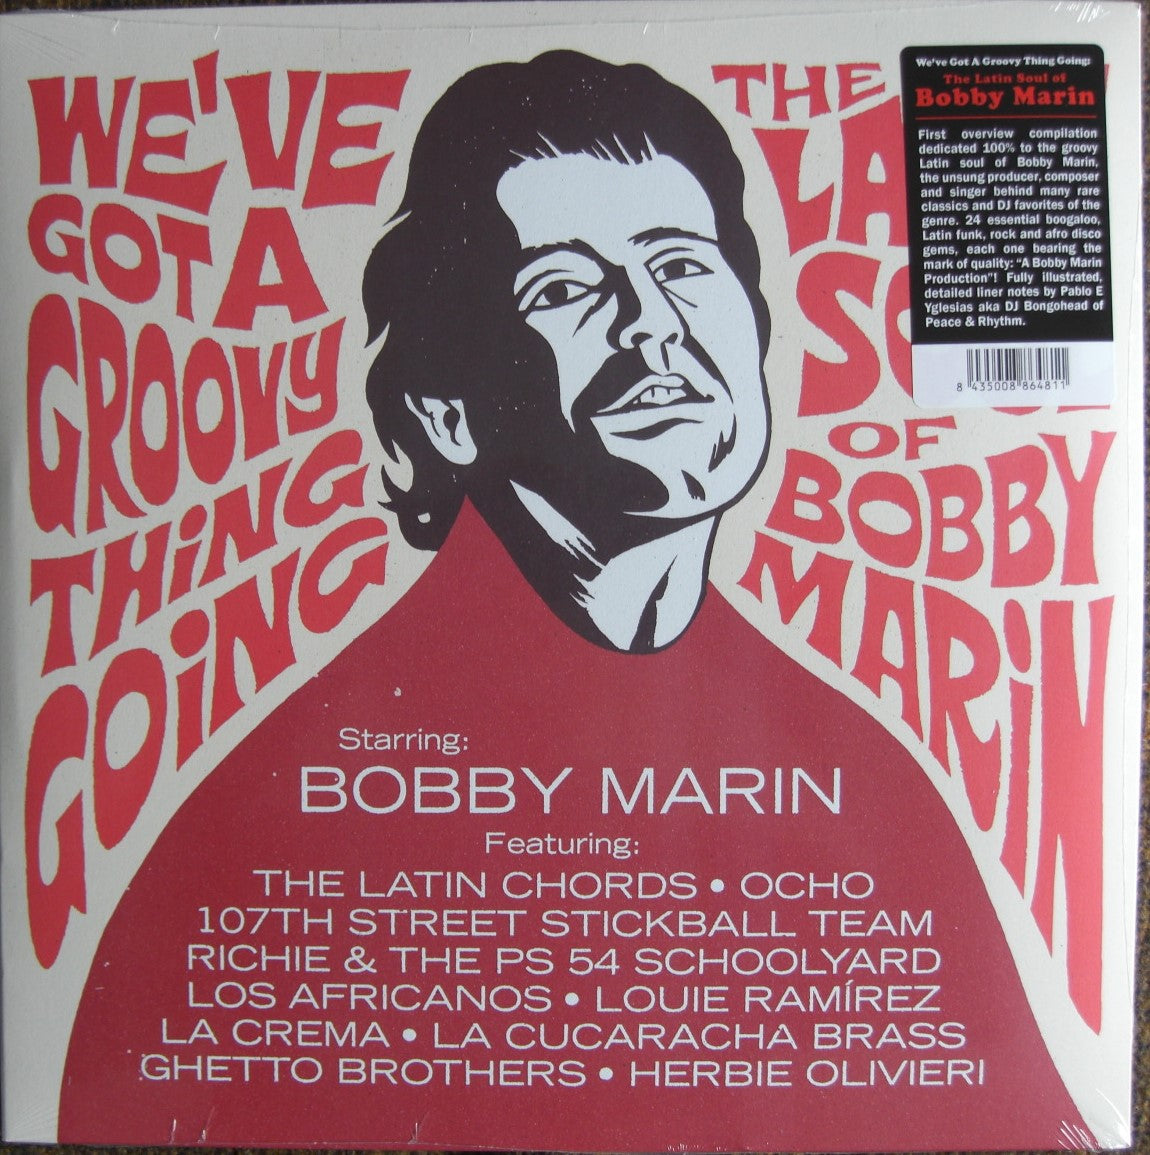 WE'VE
GOT A
GROOVY
THiNG
GOiNG
THE
OF
BOBBY
MARiN
We've Got A Groovy Thing Going:
The Latin Soul of
Bobby Marin
First overview compilation
dedicated 100% to the groovy
Latin soul of Bobby Marin,
the unsung producer, composer
and singer behind many rare
classics and DJ favorites of the
genre. 24 essential boogaloo,
Latin funk, rock and afro disco
gems, each one bearing the
mark of quality: "A Bobby Marin
Production"! Fully illustrated,
detailed liner notes by Pablo E
Yglesias aka DJ Bongohead of
Peace & Rhythm.
8 435008 864811
Starring:
BOBBY MARIN
Featuring:
THE LATIN CHORDS • OCHO
107TH STREET STICKBALL TEAM
RICHIE & THE PS 54 SCHOOLYARD
LOS AFRICANOS • LOUIE RAMÍREZ
LA CREMA • LA CUCARACHA BRASS
GHETTO BROTHERS • HERBIE OLIVIERI